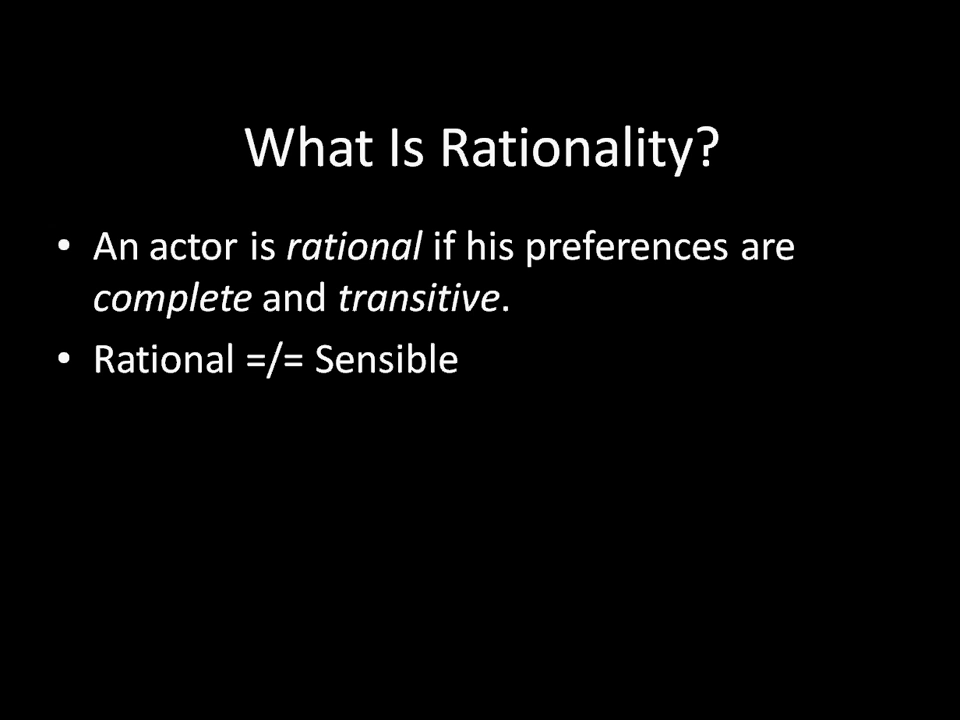 What Is Rationality?
• An actor is rational if his preferences are
complete and transitive.
• Rational =/= Sensible